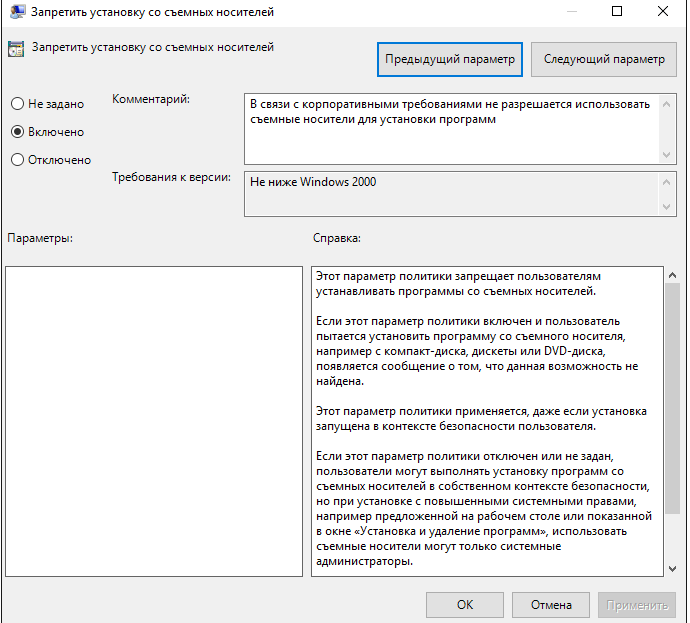 Запретить установку со съемных носителей
Запретить установку со съемных носителей
Предыдущий параметр
Следующий параметр
Не задано
Включено
Отключено
Комментарий:
В связи с корпоративными требованиями не разрешается использовать
съемные носители для установки программ
Требования к версии:
Не ниже Windows 2000
Параметры:
Справка:
Этот параметр политики запрещает пользователям
устанавливать программы со съемных носителей.
Если этот параметр политики включен и пользователь
пытается установить программу со съемного носителя,
например с компакт-диска, дискеты или DVD-диска,
появляется сообщение о том, что данная возможность не
найдена.
Этот параметр политики применяется, даже если установка
запущена в контексте безопасности пользователя.
Если этот параметр политики отключен или не задан,
пользователи могут выполнять установку программ со
съемных носителей в собственном контексте безопасности,
но при установке с повышенными системными правами,
например предложенной на рабочем столе или показанной
в окне «Установка и удаление программ», использовать
съемные носители могут только системные
администраторы.
ОК
Отмена
Применить